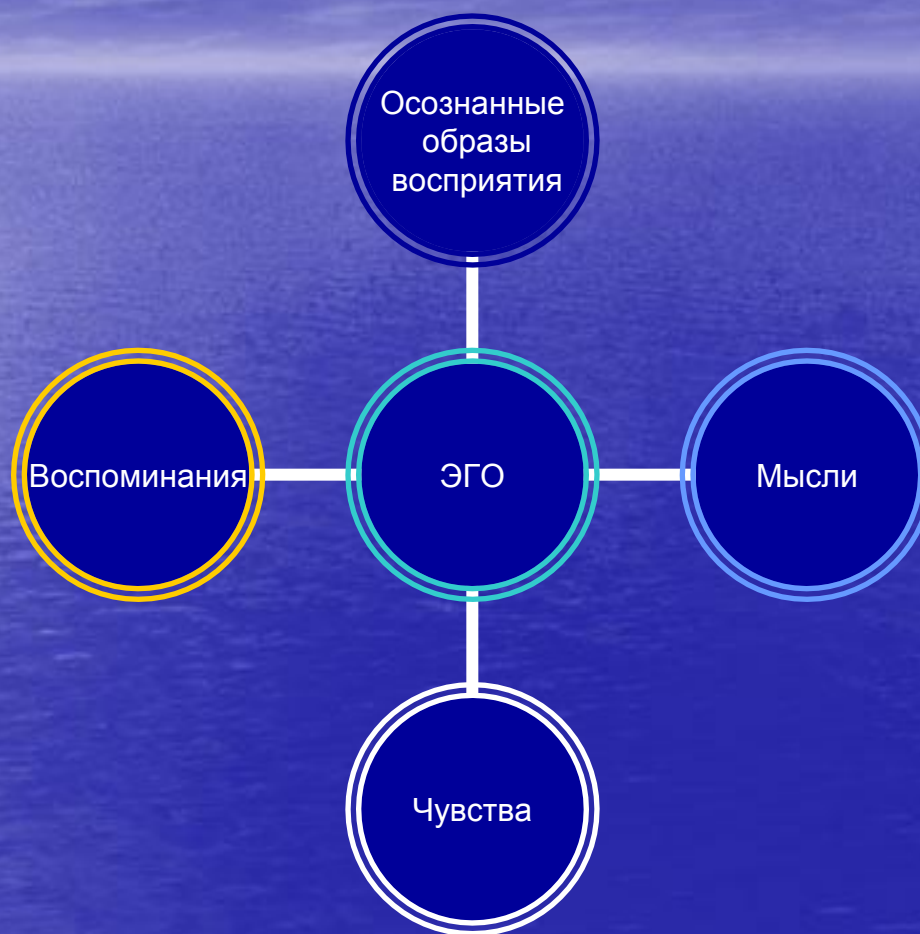 Осознанные
образы
восприятия
Воспоминания
ЭГО
Мысли
Чувства